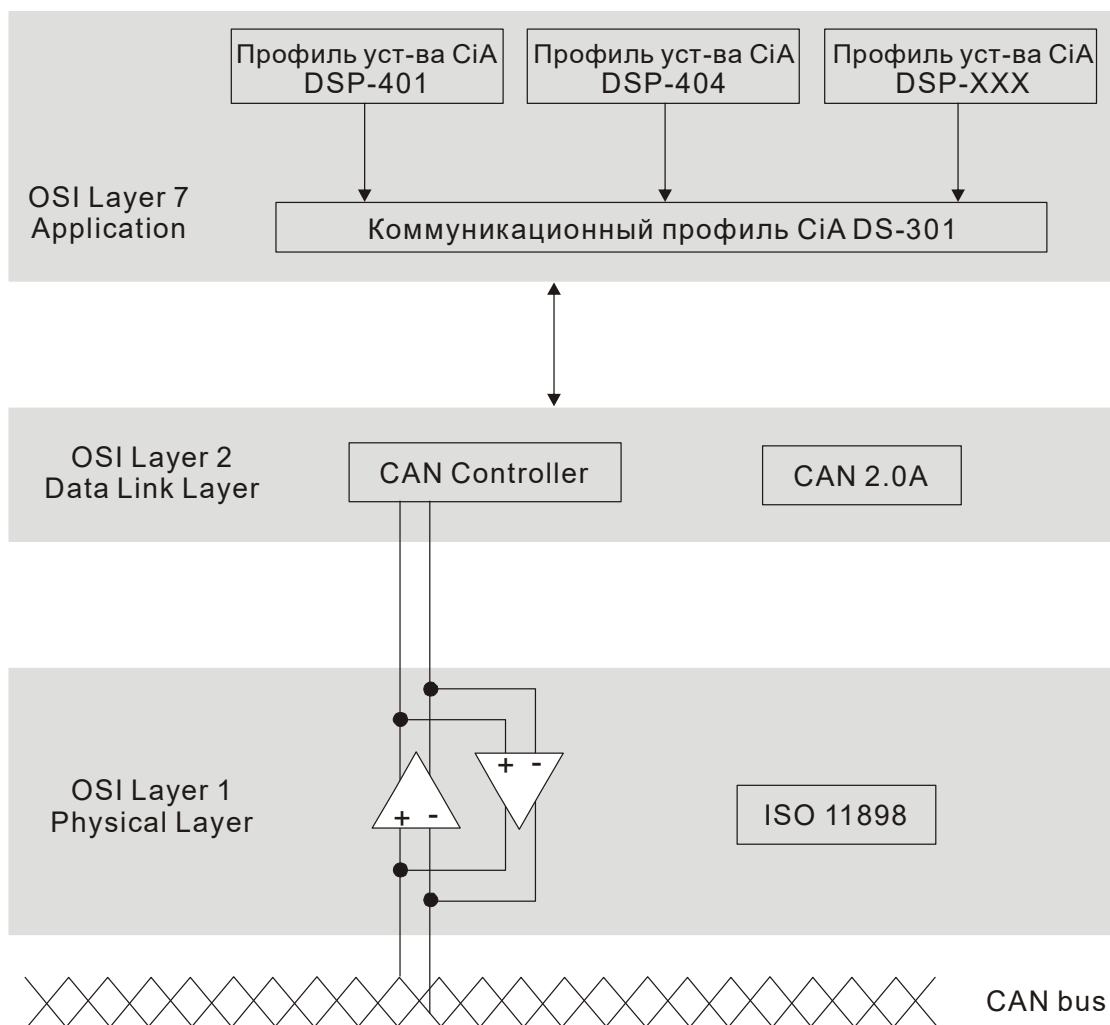 Профиль уст-ва CiA
DSP-401
Профиль уст-ва CiA
DSP-404
Профиль уст-ва CiA
DSP-XXX
OSI Layer 7
Application
Коммуникационный профиль CiA DS-301
OSI Layer 2
Data Link Layer
CAN Controller
CAN 2.0A
OSI Layer 1
Physical Layer
+ -
+ -
ISO 11898
CAN bus